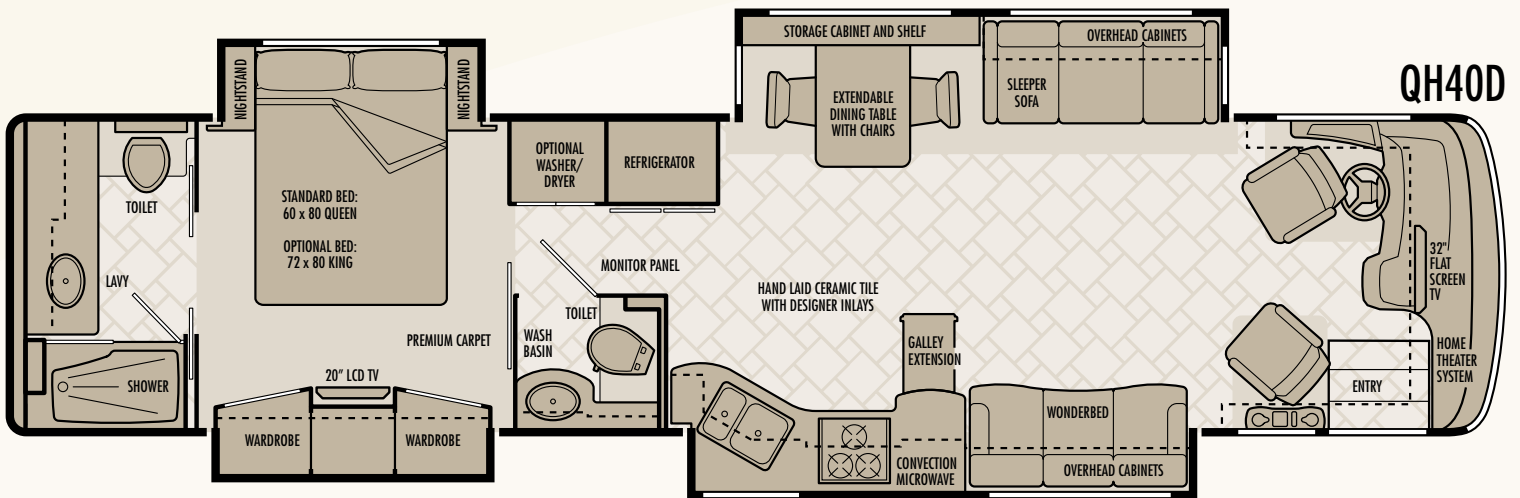 QH40D
STORAGE CABINET AND SHELF
OVERHEAD CABINETS
SLEEPER
SOFA
EXTENDABLE
DINING TABLE
WITH CHAIRS
NIGHTSTAND
NIGHTSTAND
OPTIONAL
WASHER/
DRYER
REFRIGERATOR
STANDARD BED:
60 x 80 QUEEN
OPTIONAL BED:
72 x 80 KING
TOILET
LAVY
SHOWER
MONITOR PANEL
HAND LAID CERAMIC TILE
WITH DESIGNER INLAYS
32"
FLAT
SCREEN
TV
TOILET
WASH
BASIN
PREMIUM CARPET
20" LCD TV
GALLEY
EXTENSION
HOME
THEATER
SYSTEM
ENTRY
WARDROBE
WARDROBE
WONDERBED
CONVECTION
MICROWAVE
OVERHEAD CABINETS